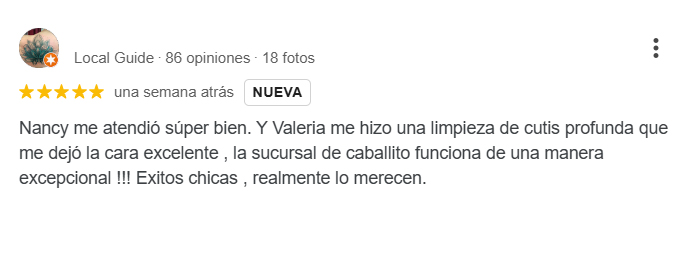 Local Guide · 86 opiniones · 18 fotos
una semana atrás NUEVA
Nancy me atendió súper bien. Y Valeria me hizo una limpieza de cutis profunda que
me dejó la cara excelente , la sucursal de caballito funciona de una manera
excepcional !!! Exitos chicas , realmente lo merecen.